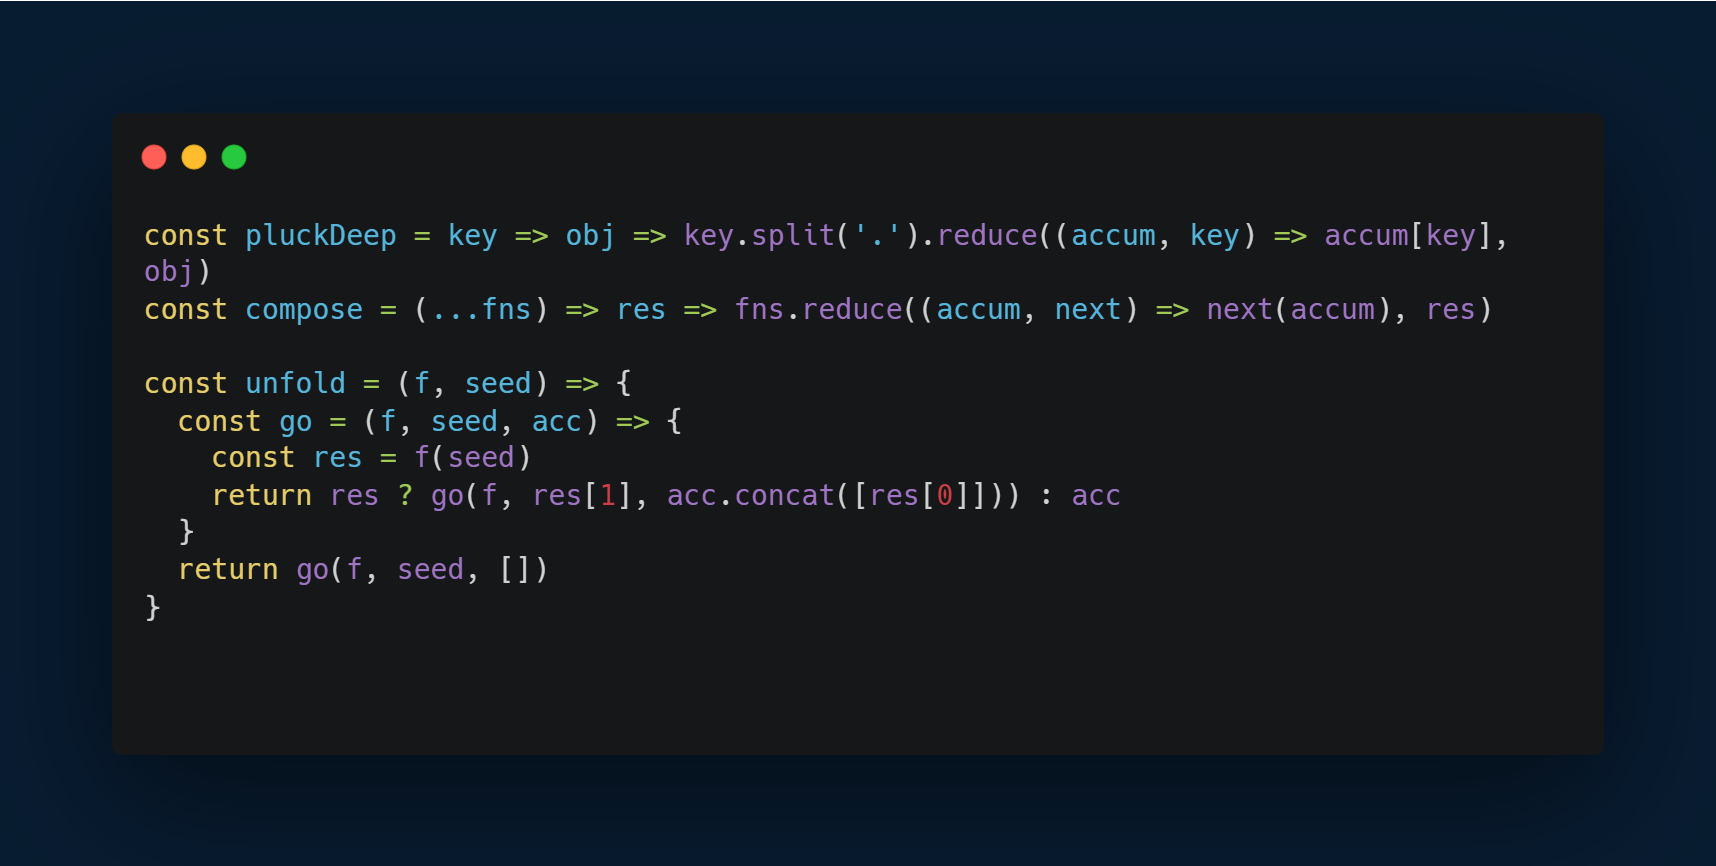 const pluckDeep = key => obj => key.split('.').reduce((accum, key) => accum[key],
obj)
const compose = (...fns) => res => fns.reduce((accum, next) => next(accum), res)

const unfold = (f, seed) => {
  const go = (f, seed, acc) => {
    const res = f(seed)
    return res ? go(f, res[1], acc.concat([res[0]])) : acc
  }
  return go(f, seed, [])
}